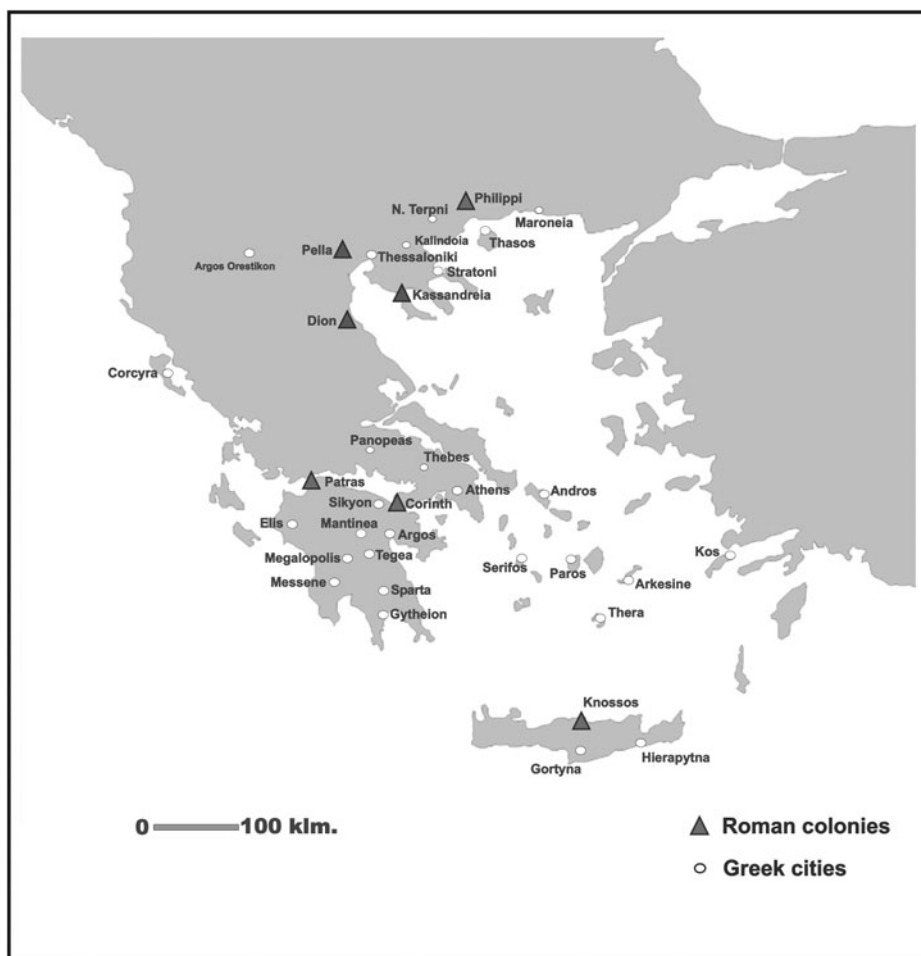 Philippi
N. Terpni
Maroneia
Kalindoia
Thasos
Pella
Thessaloniki
Argos Orestikon
Stratoni
Kassandreia
Dion
Corcyra
Panopeas
Thebes
Patras
Athens
Andros
Sikyon
Corinth
Elis
Mantinea
Argos
Kos
Megalopolis
Tegea
Serifos
Paros
Messene
Arkesine
Sparta
Gytheion
Thera
Knossos
Gortyna
Hierapytna
0 100 klm.
Roman colonies
Greek cities